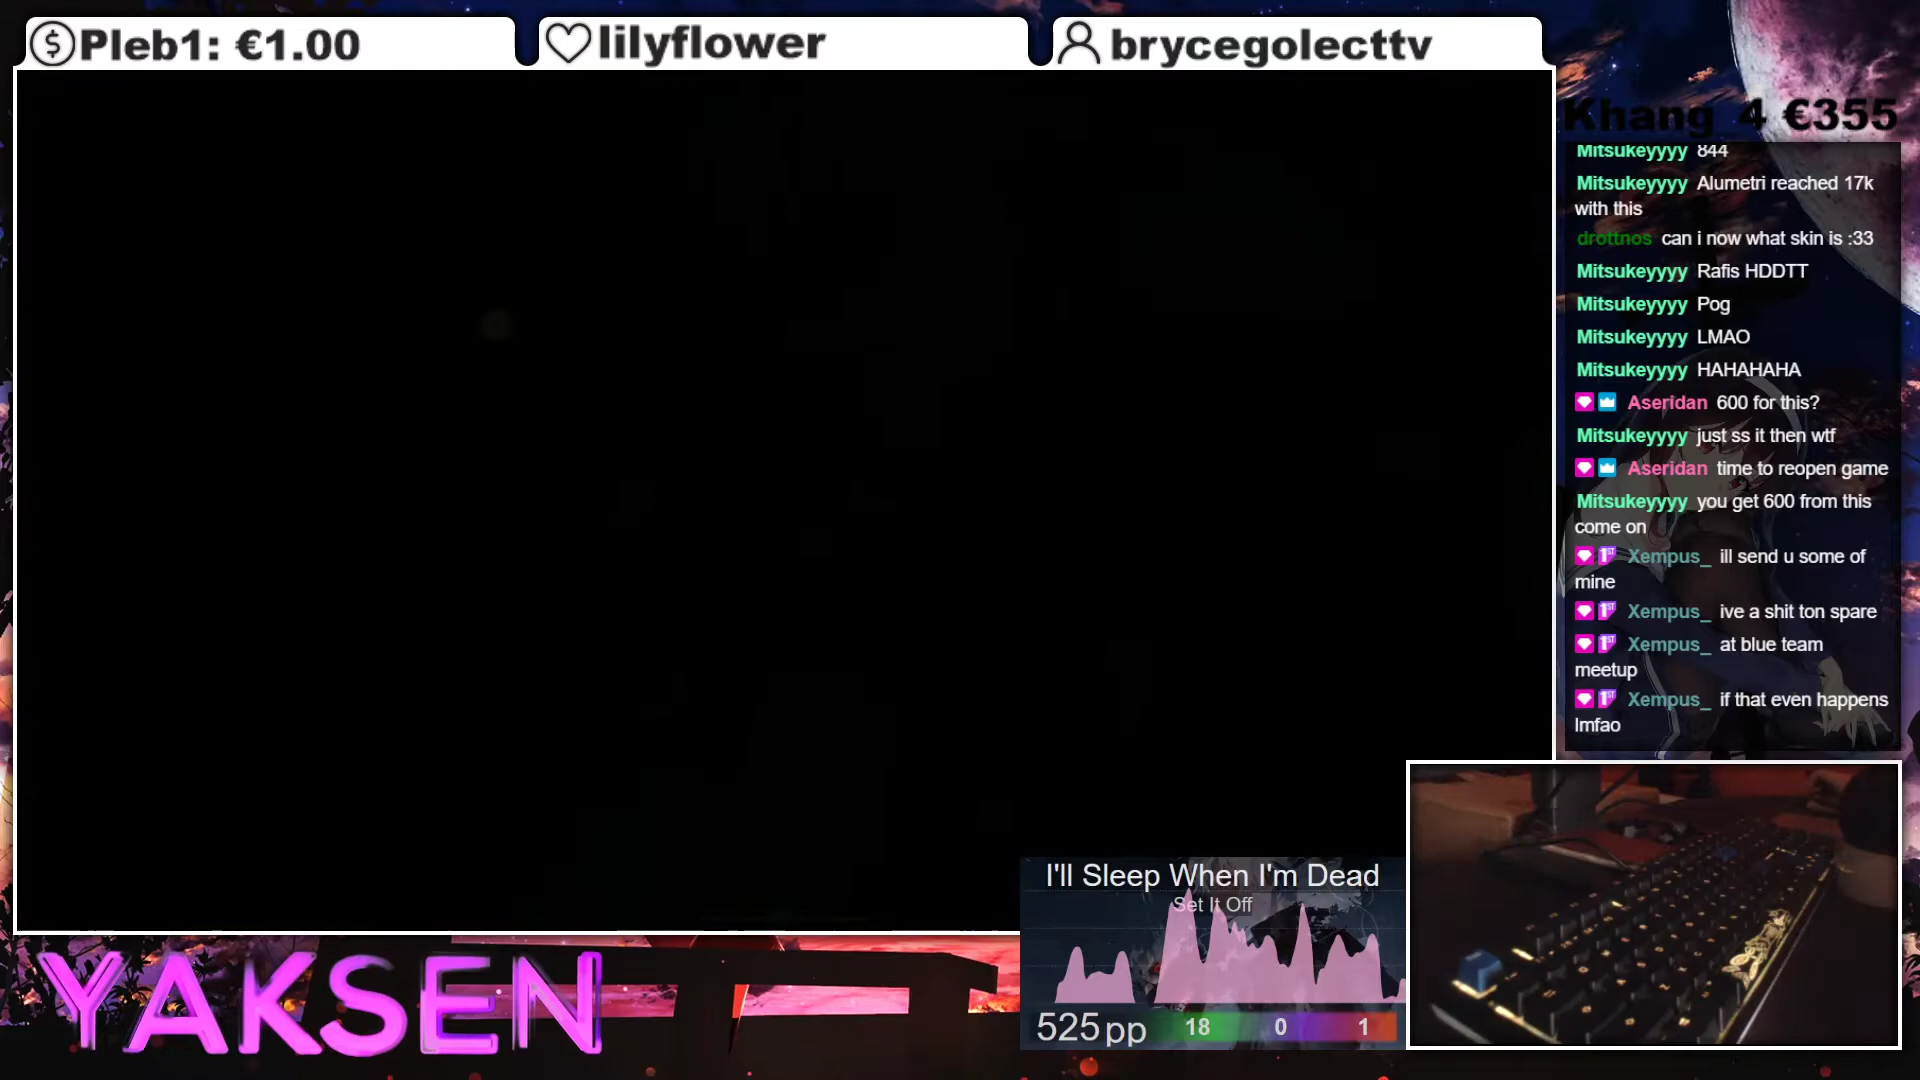 Pleb1: €1.00
lilyflower
brycegolecttv
Khang 4 €355
Mitsukeyyyy 844
Mitsukeyyyy Alumetri reached 17k
with this
drottnos can i now what skin is :33
Mitsukeyyyy Rafis HDDTT
Mitsukeyyyy Pog
Mitsukeyyyy LMAO
Mitsukeyyyy HAHAHAHA
Aseridan 600 for this?
Mitsukeyyyy just ss it then wtf
Aseridan time to reopen game
Mitsukeyyyy you get 600 from this
come on
Xempus_ ill send u some of
mine
Xempus_ ive a shit ton spare
Xempus_ at blue team
meetup
Xempus_ if that even happens
lmfao
I'll Sleep When I'm Dead
Set It Off
525pp 18 0 1
YAKSEN